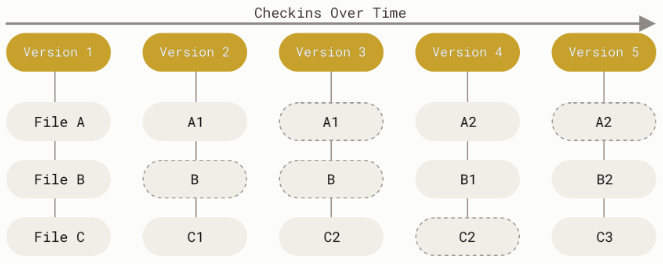 Checkins Over Time
Version 1 Version 2 Version 3 Version 4 Version 5
File A A1 A1 A2 A2
File B B B B1 B2
File C C1 C2 C2 C3